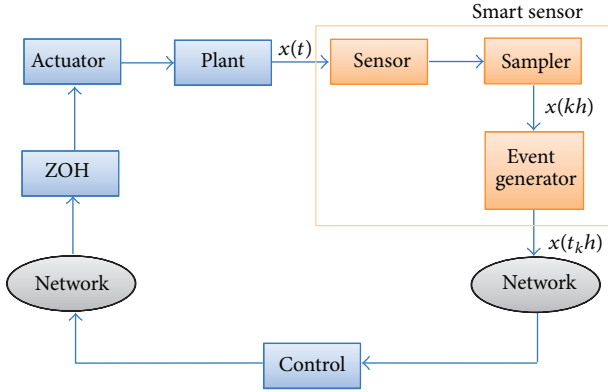 Smart sensor
Actuator
Plant
x(t)
Sensor
Sampler
x(kh)
ZOH
Event
generator
x(t_k h)
Network
Network
Control